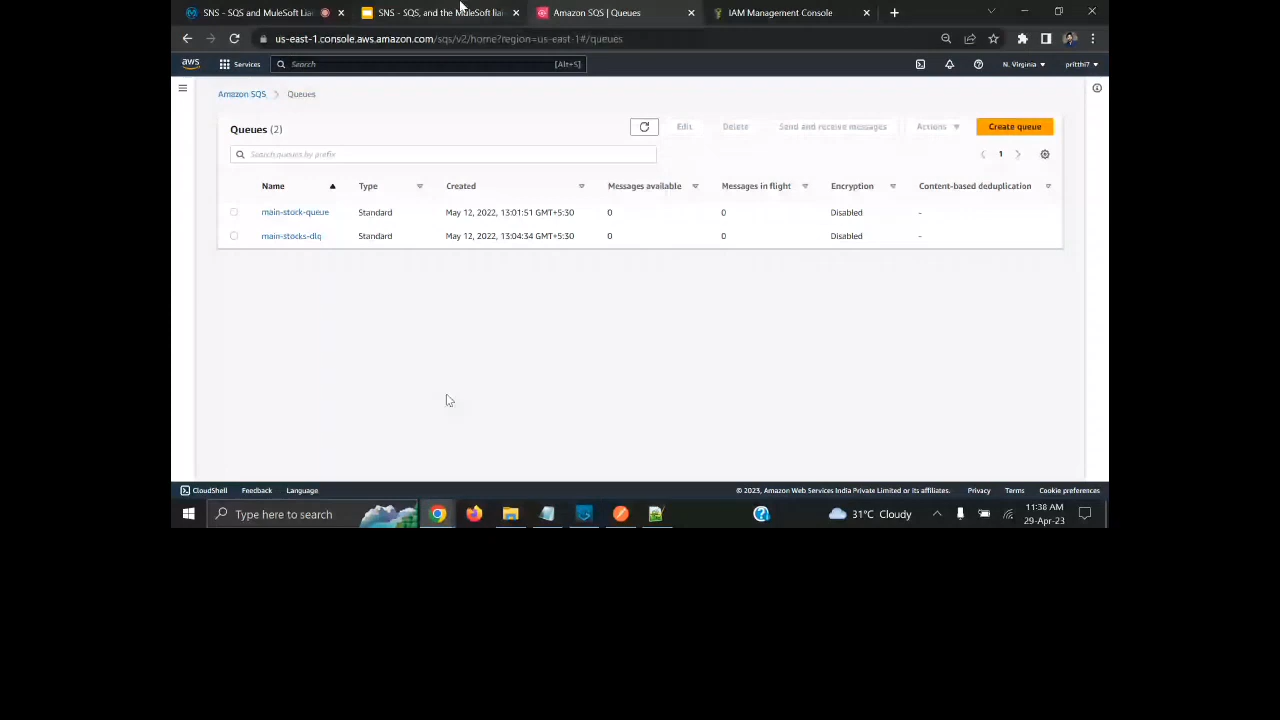 SNS - SQS and MuleSoft Lia
SNS - SQS, and the MuleSoft lia
Amazon SQS | Queues
IAM Management Console
us-east-1.console.aws.amazon.com/sqs/v2/home?region=us-east-1#/queues
aws
Services
Search
[Alt+S]
N. Virginia
pritthi7
Amazon SQS
Queues
Queues (2)
Edit
Delete
Send and receive messages
Actions
Create queue
Search queues by prefix
1
Name
Type
Created
Messages available
Messages in flight
Encryption
Content-based deduplication
main-stock-queue
Standard
May 12, 2022, 13:01:51 GMT+5:30
0
0
Disabled
-
main-stocks-dlq
Standard
May 12, 2022, 13:04:34 GMT+5:30
0
0
Disabled
-
CloudShell
Feedback
Language
© 2023, Amazon Web Services India Private Limited or its affiliates.
Privacy
Terms
Cookie preferences
Type here to search
31°C Cloudy
11:38 AM
29-Apr-23